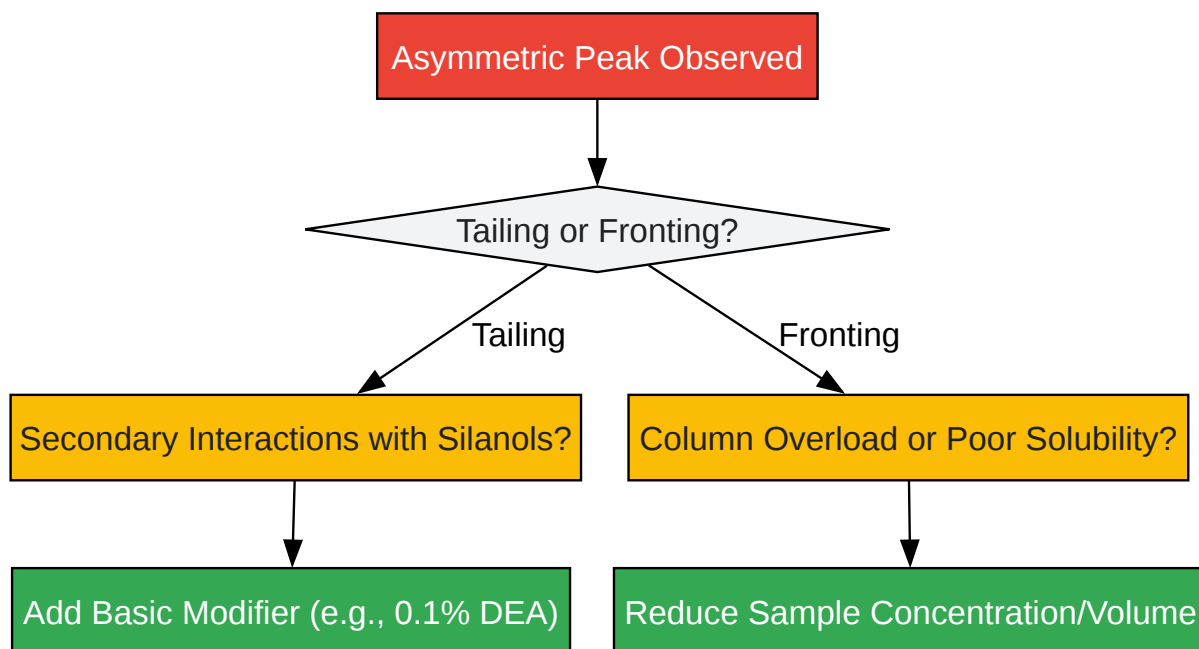 Asymmetric Peak Observed
Tailing or Fronting?
Tailing
Fronting
Secondary Interactions with Silanols?
Column Overload or Poor Solubility?
Add Basic Modifier (e.g., 0.1% DEA)
Reduce Sample Concentration/Volume